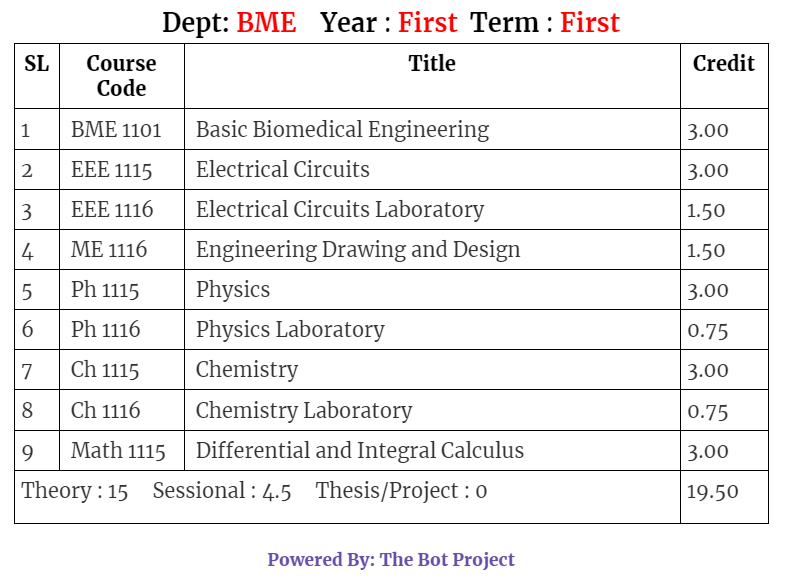 Dept: BME Year : First Term : First
SL Course Code Title Credit
1 BME 1101 Basic Biomedical Engineering 3.00
2 EEE 1115 Electrical Circuits 3.00
3 EEE 1116 Electrical Circuits Laboratory 1.50
4 ME 1116 Engineering Drawing and Design 1.50
5 Ph 1115 Physics 3.00
6 Ph 1116 Physics Laboratory 0.75
7 Ch 1115 Chemistry 3.00
8 Ch 1116 Chemistry Laboratory 0.75
9 Math 1115 Differential and Integral Calculus 3.00
Theory : 15 Sessional : 4.5 Thesis/Project : 0 19.50
Powered By: The Bot Project